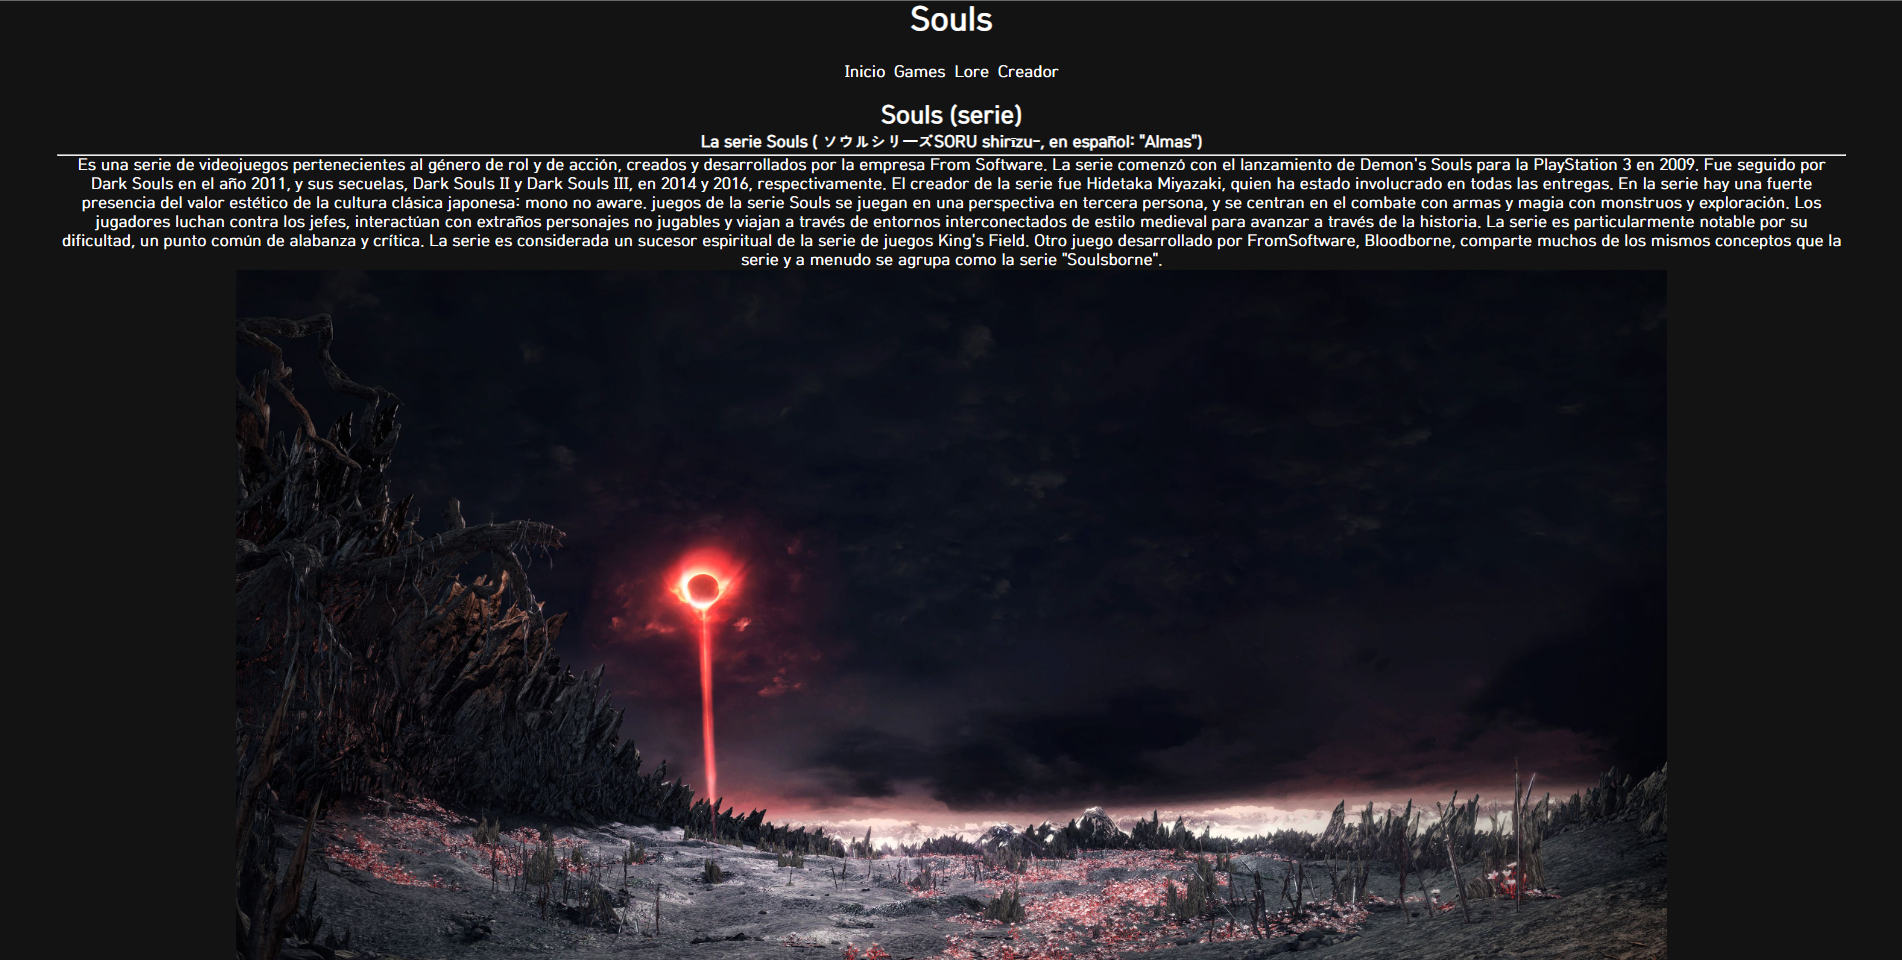 Souls
Inicio Games Lore Creador
Souls (serie)
La serie Souls ( ソウルシリーズSORU shirīzu-, en español: "Almas")
Es una serie de videojuegos pertenecientes al género de rol y de acción, creados y desarrollados por la empresa From Software. La serie comenzó con el lanzamiento de Demon's Souls para la PlayStation 3 en 2009. Fue seguido por
Dark Souls en el año 2011, y sus secuelas, Dark Souls II y Dark Souls III, en 2014 y 2016, respectivamente. El creador de la serie fue Hidetaka Miyazaki, quien ha estado involucrado en todas las entregas. En la serie hay una fuerte
presencia del valor estético de la cultura clásica japonesa: mono no aware. juegos de la serie Souls se juegan en una perspectiva en tercera persona, y se centran en el combate con armas y magia con monstruos y exploración. Los
jugadores luchan contra los jefes, interactúan con extraños personajes no jugables y viajan a través de entornos interconectados de estilo medieval para avanzar a través de la historia. La serie es particularmente notable por su
dificultad, un punto común de alabanza y crítica. La serie es considerada un sucesor espiritual de la serie de juegos King's Field. Otro juego desarrollado por FromSoftware, Bloodborne, comparte muchos de los mismos conceptos que la
serie y a menudo se agrupa como la serie "Soulsborne".